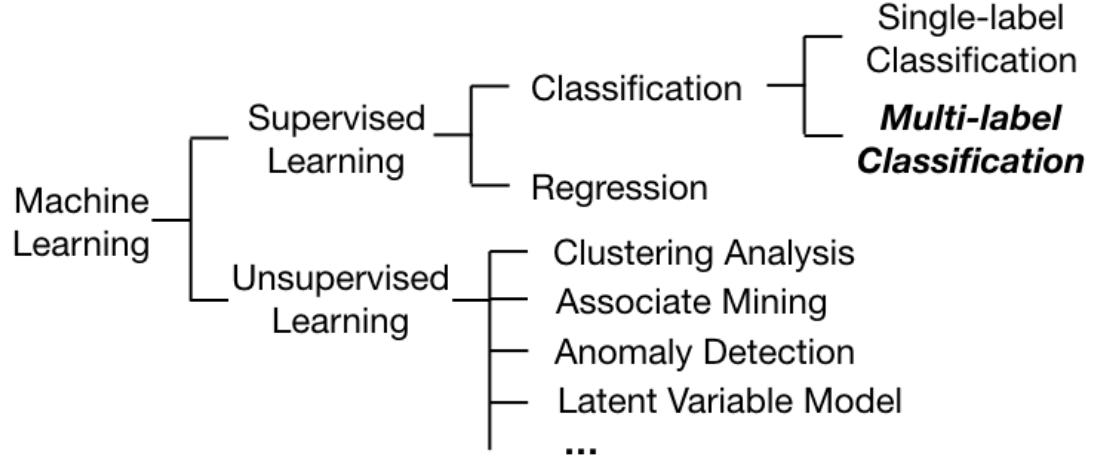 Machine
Learning
Supervised
Learning
Unsupervised
Learning
Classification
Regression
Single-label
Classification
Multi-label
Classification
Clustering Analysis
Associate Mining
Anomaly Detection
Latent Variable Model
...